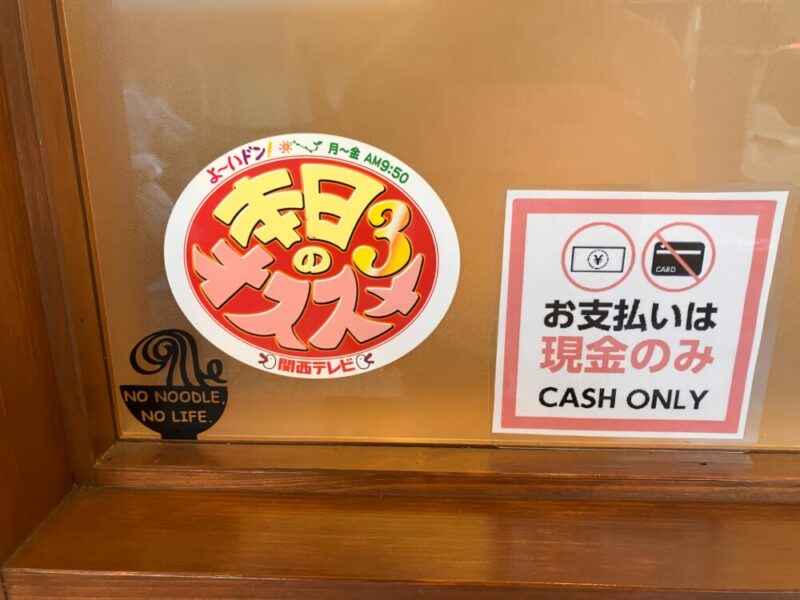 よ〜いドン! 月〜金 AM9:50
本日
の
オススメ3
関西テレビ
NO NOODLE,
NO LIFE.
¥
CARD
お支払いは
現金のみ
CASH ONLY